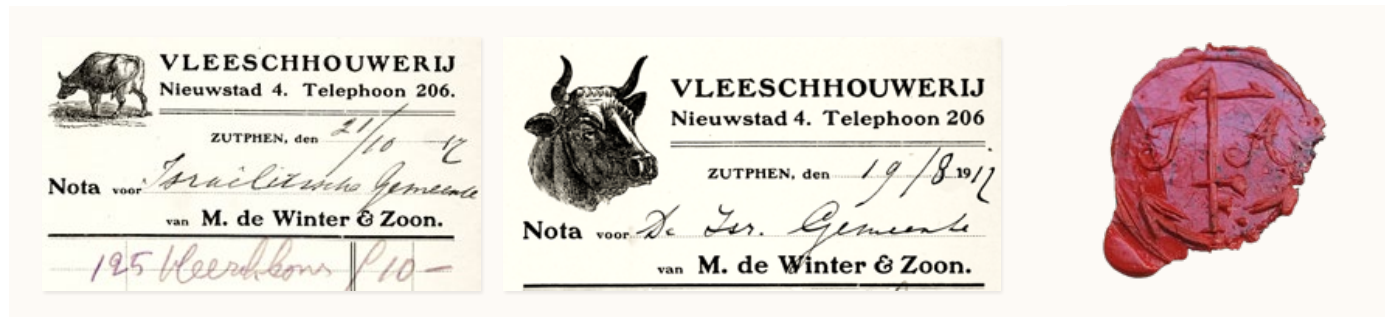 VLEESCHHOUWERIJ
Nieuwstad 4. Telephoon 206.
ZUTPHEN, den 21/10 17
Nota voor Israëlitische Gemeente
van M. de Winter & Zoon.
195 Vleeschbons f 10 -
VLEESCHHOUWERIJ
Nieuwstad 4. Telephoon 206
ZUTPHEN, den 19/8 1917
Nota voor De Isr. Gemeente
van M. de Winter & Zoon.